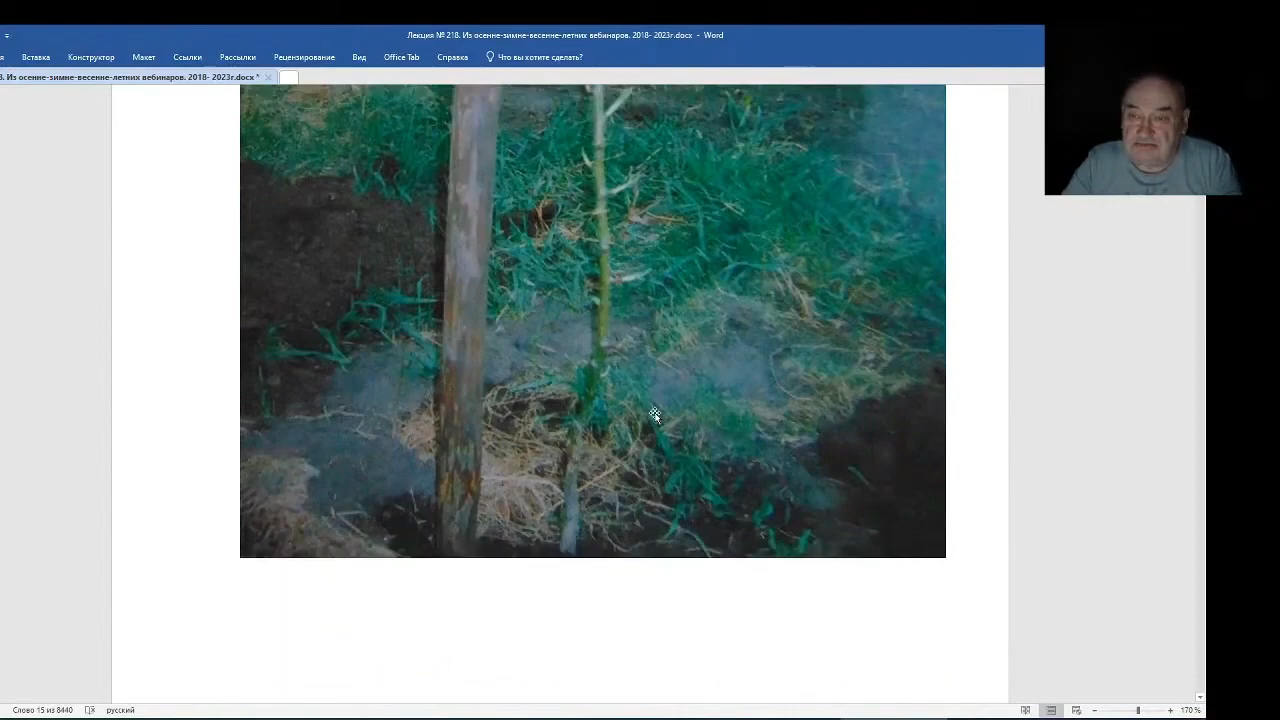 Лекция № 218. Из осенне-зимне-весенне-летних вебинаров. 2018- 2023г.docx - Word
я Вставка Конструктор Макет Ссылки Рассылки Рецензирование Вид Office Tab Справка Что вы хотите сделать?
8. Из осенне-зимне-весенне-летних вебинаров. 2018- 2023г.docx *
Слово 15 из 8440 русский 170 %